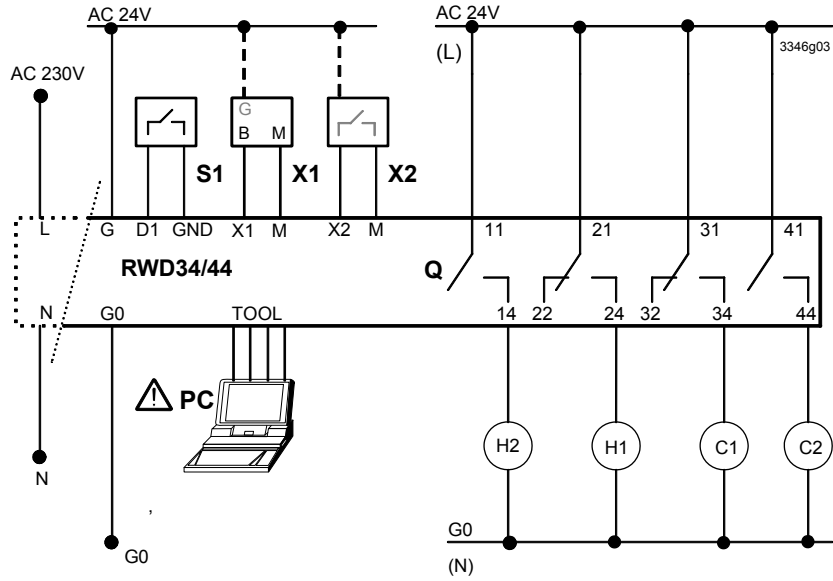 AC 24V AC 24V
(L) 3346g03
AC 230V
G
B M
S1 X1 X2
L G D1 GND X1 M X2 M 11 21 31 41
RWD34/44 Q
N G0 TOOL 14 22 24 32 34 44
PC
H2 H1 C1 C2
N
,
G0 G0
(N)